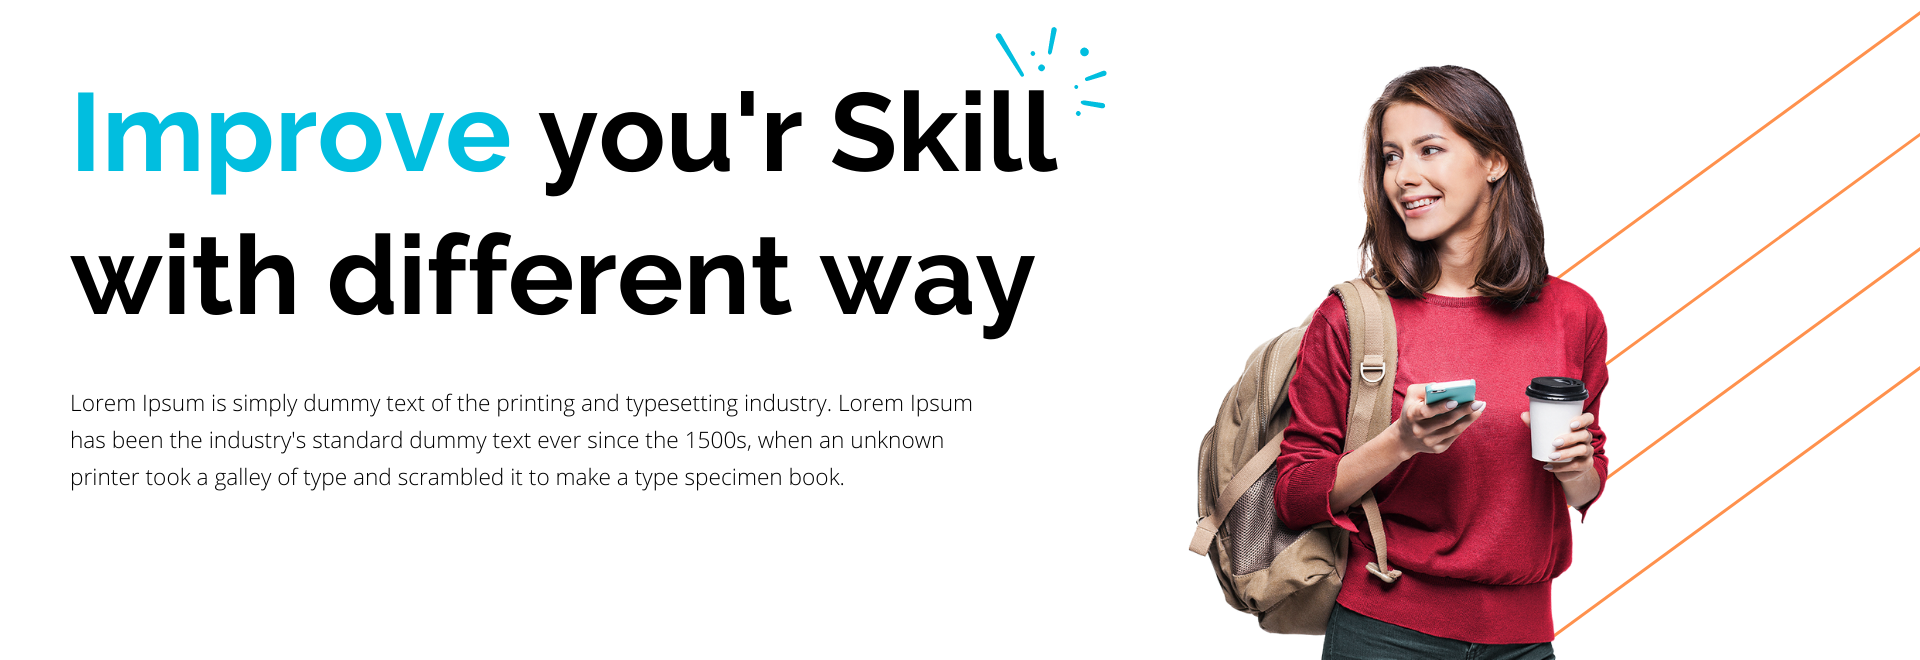 Improve you'r Skill
with different way
Lorem Ipsum is simply dummy text of the printing and typesetting industry. Lorem Ipsum
has been the industry's standard dummy text ever since the 1500s, when an unknown
printer took a galley of type and scrambled it to make a type specimen book.